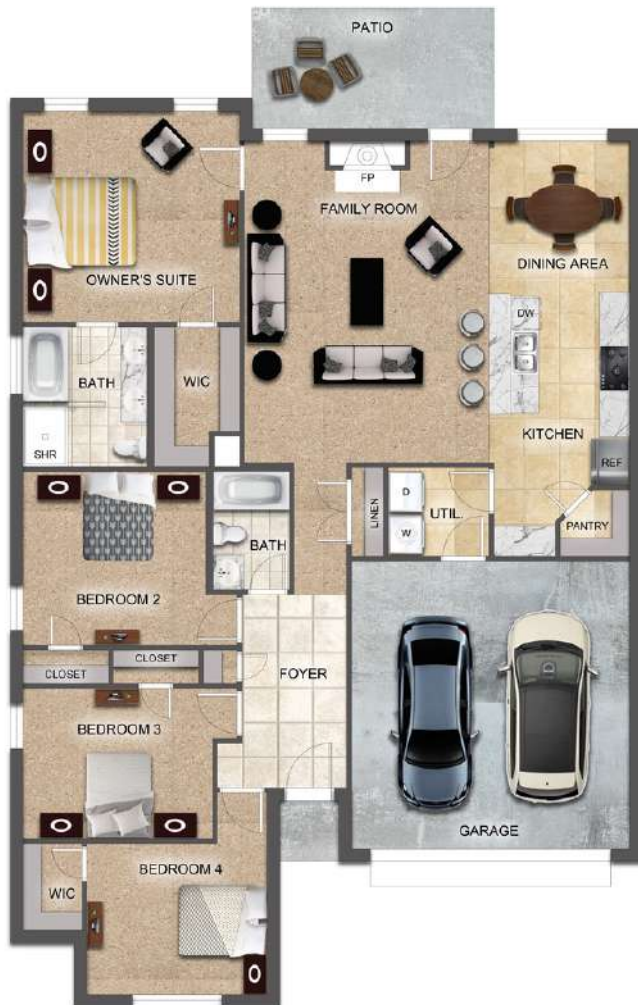 PATIO
FP
FAMILY ROOM
OWNER'S SUITE
DINING AREA
DW
BATH
WIC
SHR
KITCHEN
REF
D
W
UTIL
LINEN
PANTRY
BATH
BEDROOM 2
CLOSET
CLOSET
FOYER
BEDROOM 3
GARAGE
BEDROOM 4
WIC